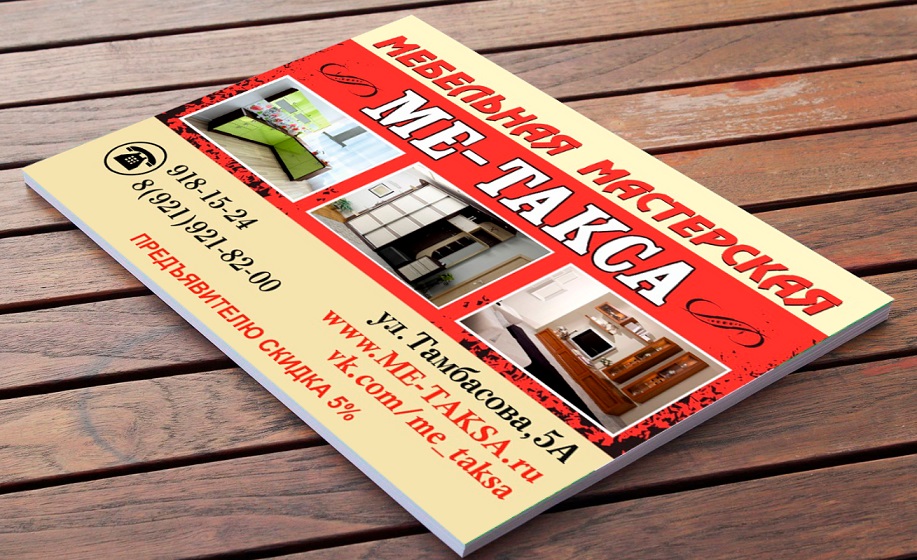 МЕБЕЛЬНАЯ МАСТЕРСКАЯ
МЕ-ТАКСА
918-15-24
8(921)921-82-00
ПРЕДЪЯВИТЕЛЮ СКИДКА 5%
ул. Тамбасова, 5А
www.ME-TAKSA.ru
vk.com/me_taksa